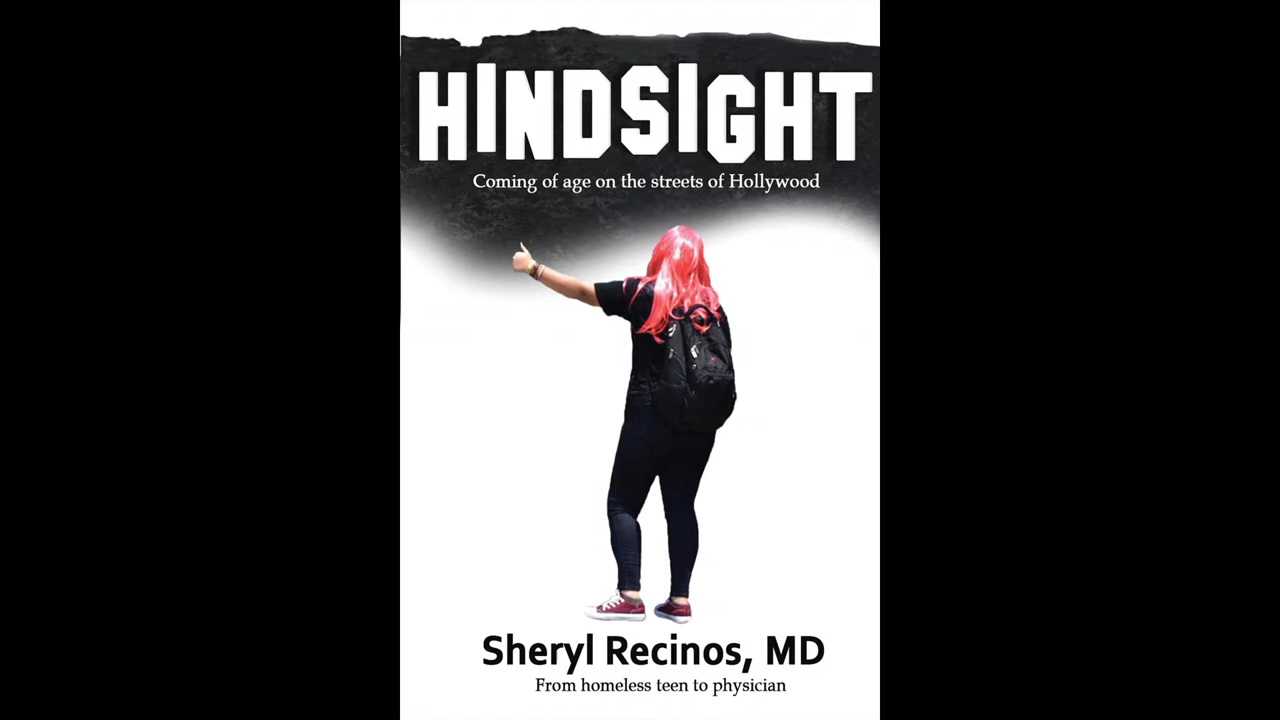 HINDSIGHT
Coming of age on the streets of Hollywood
Sheryl Recinos, MD
From homeless teen to physician